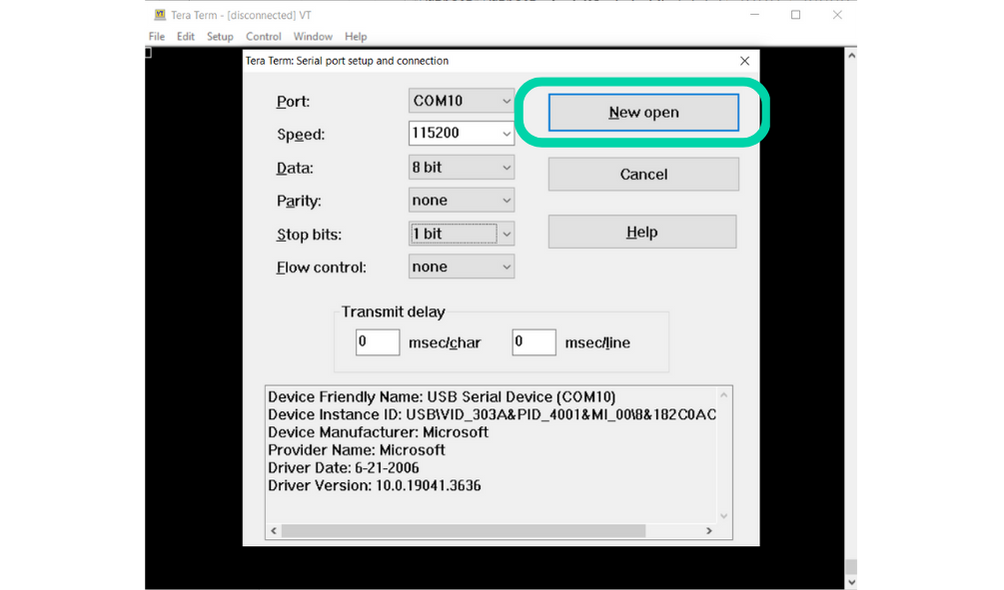 Tera Term - [disconnected] VT
File Edit Setup Control Window Help
Tera Term: Serial port setup and connection
Port: COM10 New open
Speed: 115200
Data: 8 bit Cancel
Parity: none
Stop bits: 1 bit Help
Flow control: none
Transmit delay
0 msec/char 0 msec/line
Device Friendly Name: USB Serial Device (COM10)
Device Instance ID: USB\VID_303A&PID_4001&MI_00\8&182C0AC
Device Manufacturer: Microsoft
Provider Name: Microsoft
Driver Date: 6-21-2006
Driver Version: 10.0.19041.3636